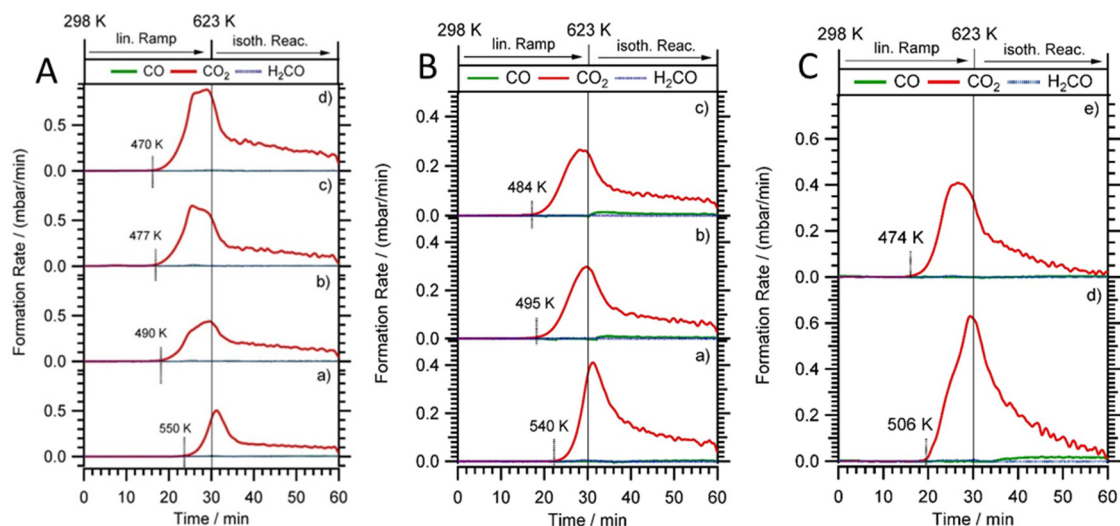 A
298 K
623 K
lin. Ramp
isoth. Reac.
CO
CO2
H2CO
d)
0.5
470 K
0.0
c)
0.5
477 K
0.0
b)
0.5
490 K
0.0
a)
0.5
550 K
0.0
0 10 20 30 40 50 60
Time / min
Formation Rate / (mbar/min)
B
298 K
623 K
lin. Ramp
isoth. Reac.
CO
CO2
H2CO
c)
0.4
0.2
484 K
0.0
b)
0.4
0.2
495 K
0.0
a)
0.4
0.2
540 K
0.0
0 10 20 30 40 50 60
Time / min
Formation Rate / (mbar/min)
C
298 K
623 K
lin. Ramp
isoth. Reac.
CO
CO2
H2CO
e)
0.6
0.4
0.2
474 K
0.0
d)
0.6
0.4
0.2
506 K
0.0
0 10 20 30 40 50 60
Time / min
Formation Rate / (mbar/min)